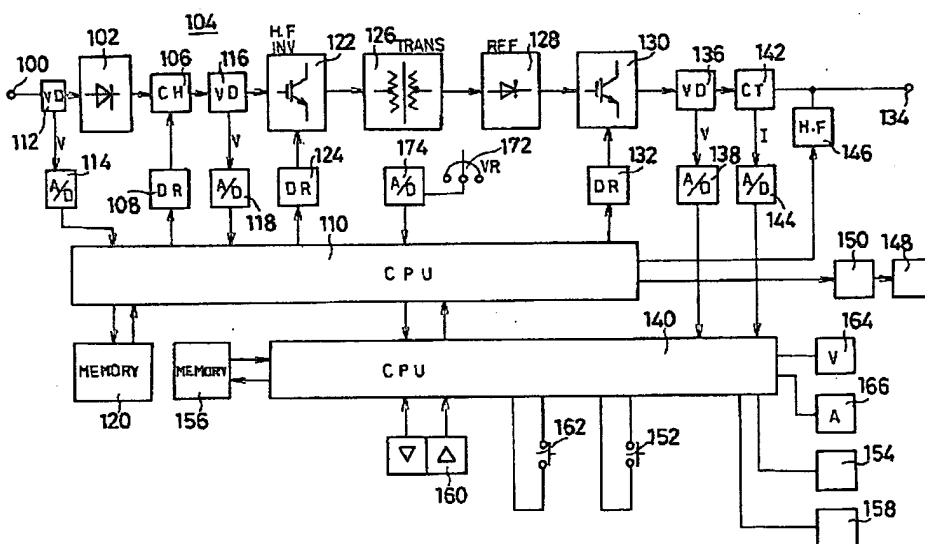 104
H.F
INV
102
106
116
122
126
TRANS
REF
128
130
136
142
100
VD
CH
VD
VD
CT
134
112
V
V
V
I
H.F
146
114
A/D
108
DR
A/D
118
124
DR
174
A/D
172
VR
132
DR
A/D
138
A/D
144
110
CPU
150
148
140
MEMORY
120
MEMORY
156
CPU
V
164
A
166
160
162
152
154
158